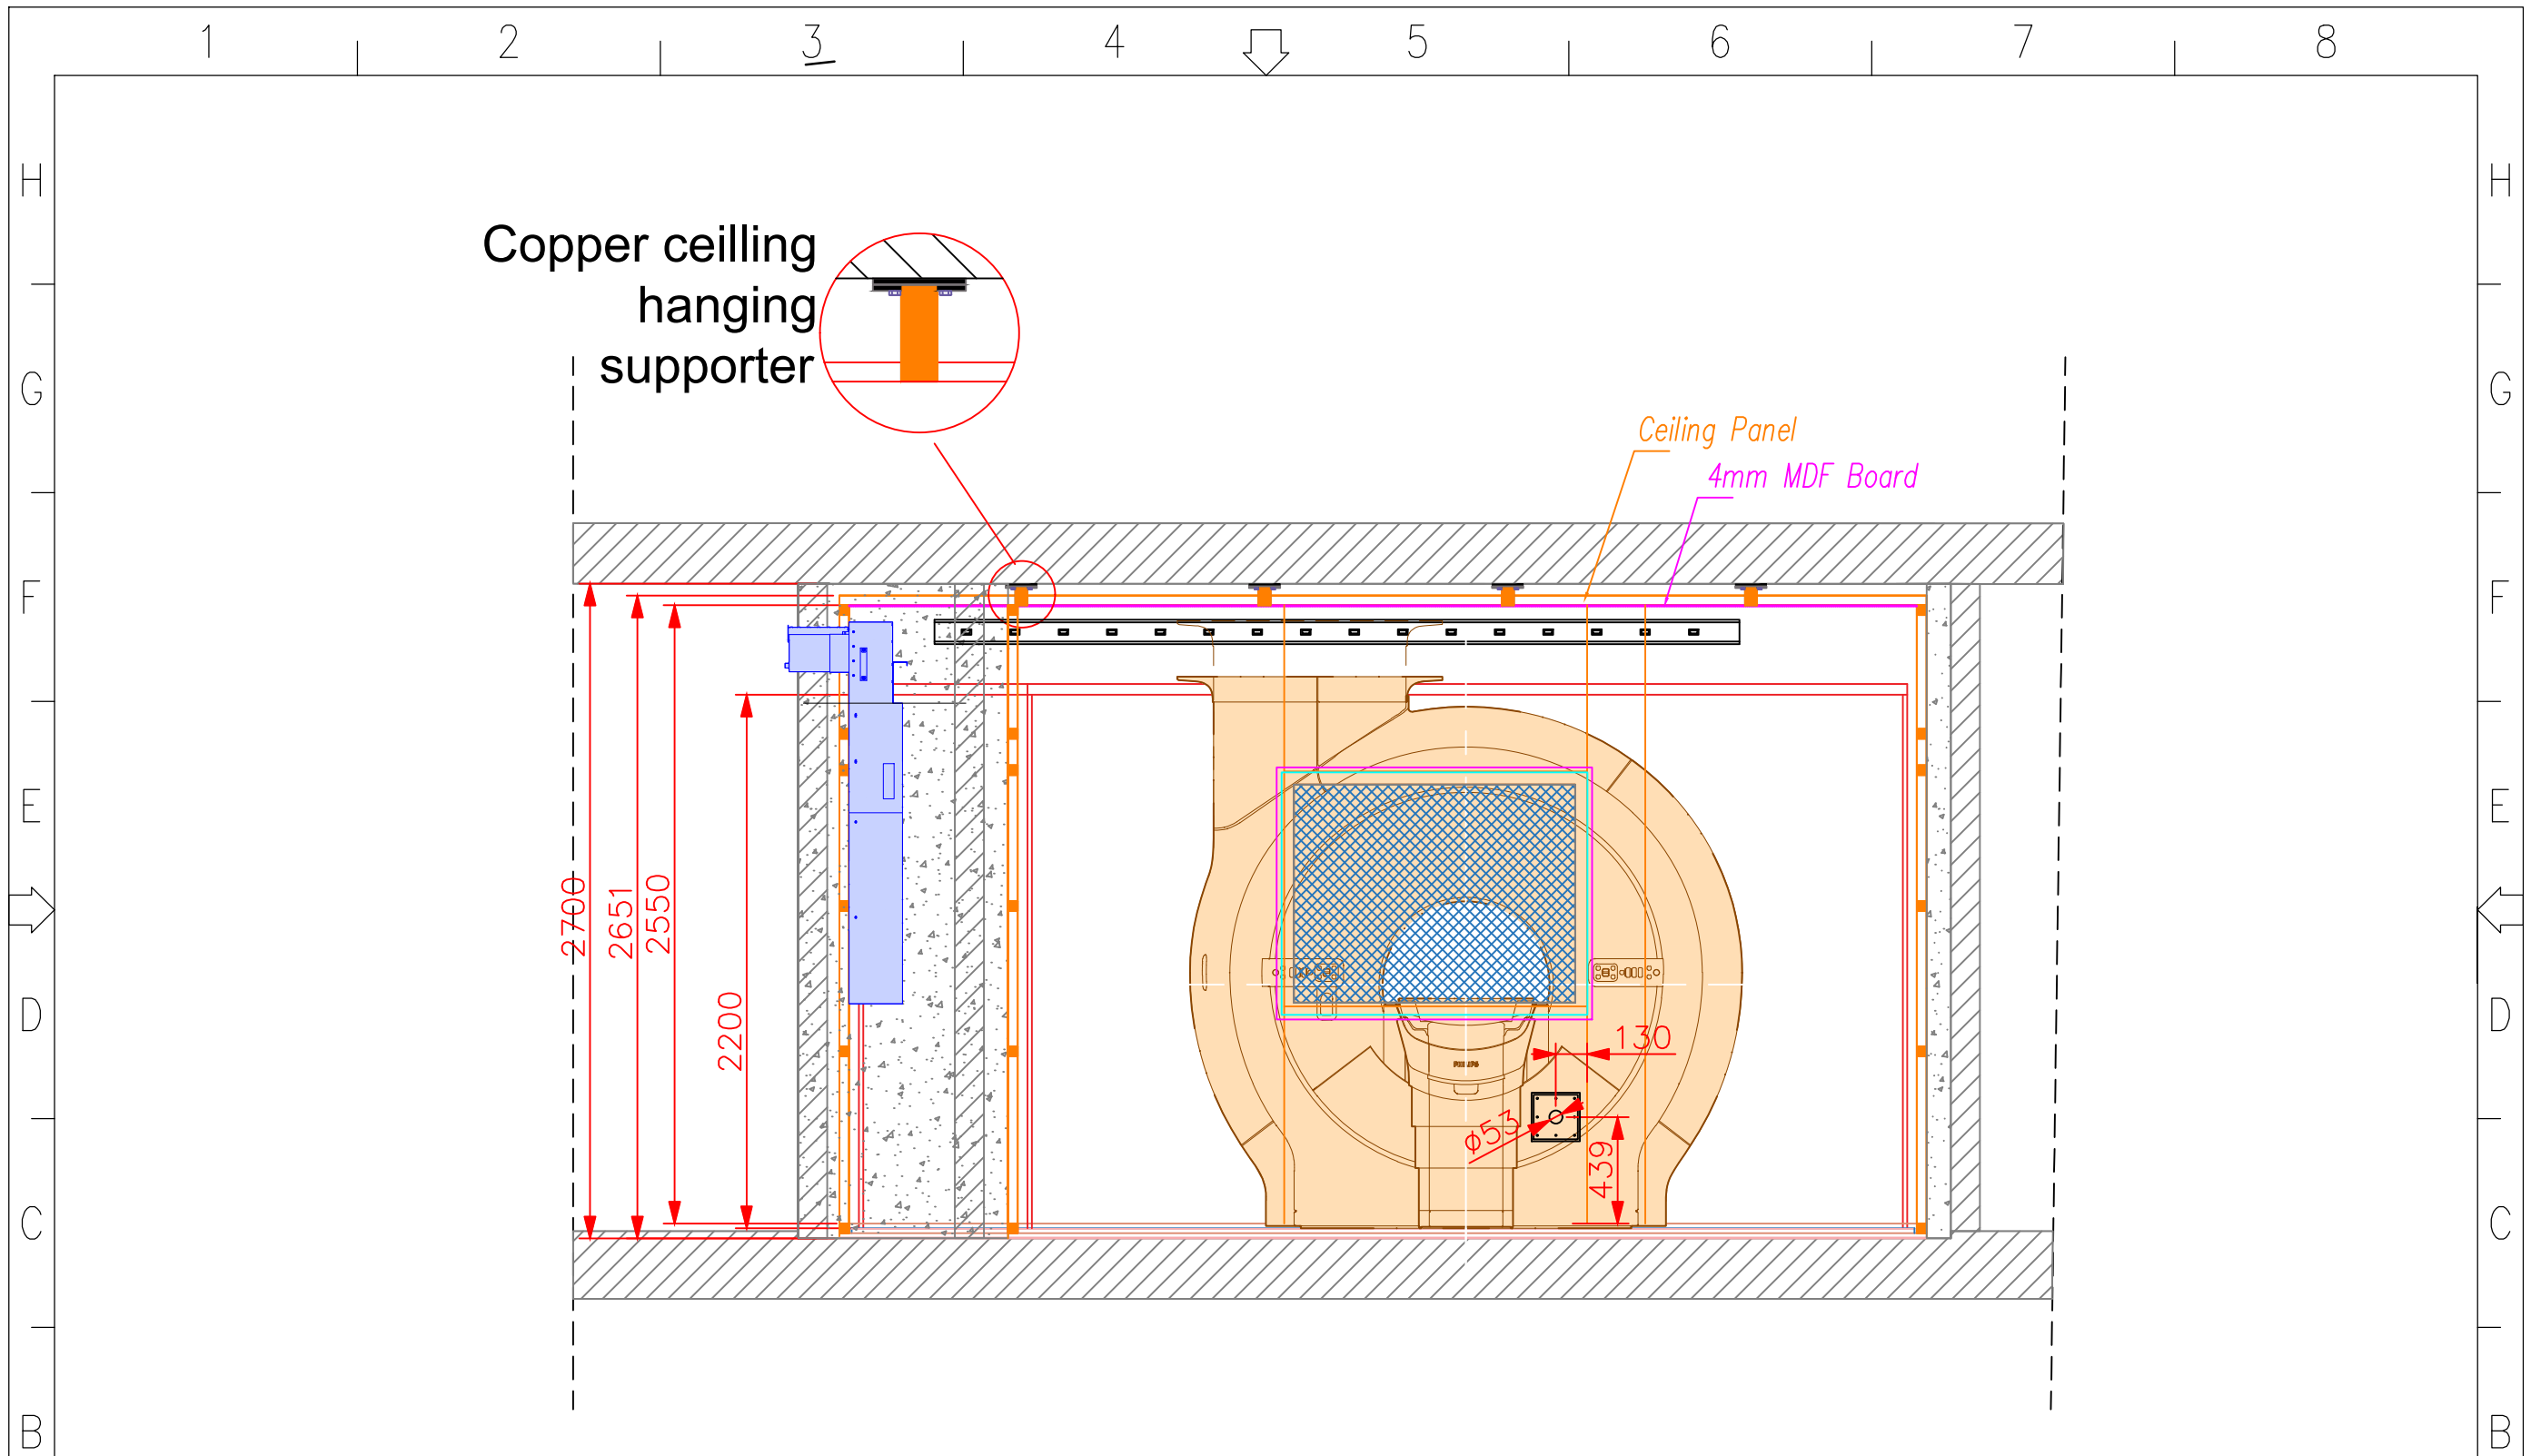 1 2 3 4 5 6 7 8
H H
Copper ceilling
hanging
supporter
G G
Ceiling Panel
4mm MDF Board
F F
E E
2700
2651
2550
2200
D D
130
φ53
439
C C
B B